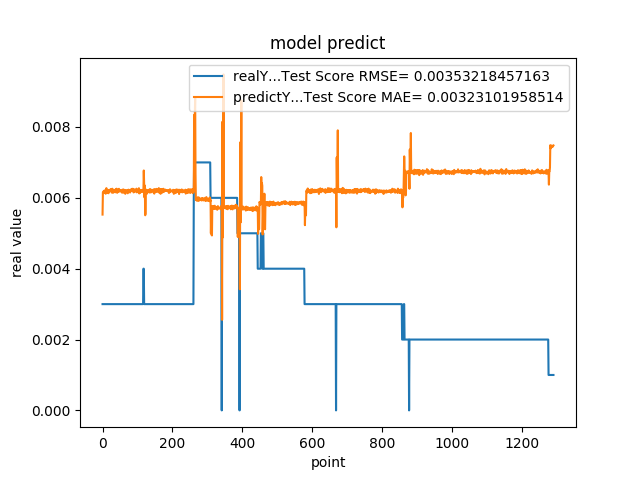 model predict
realY...Test Score RMSE= 0.00353218457163
predictY...Test Score MAE= 0.00323101958514
real value
0.008
0.006
0.004
0.002
0.000
0 200 400 600 800 1000 1200
point